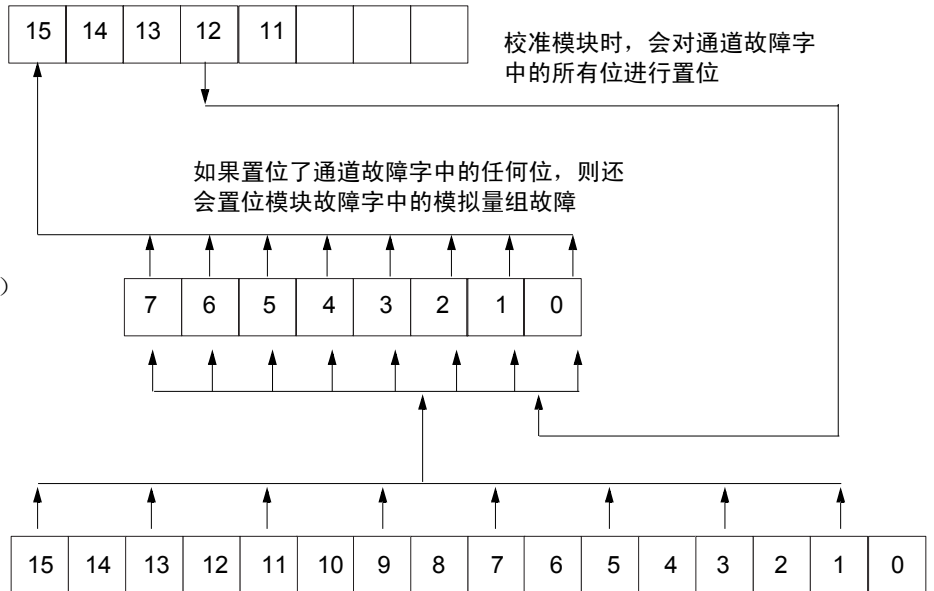 15 14 13 12 11
校准模块时，会对通道故障字
中的所有位进行置位
如果置位了通道故障字中的任何位，则还
会置位模块故障字中的模拟量组故障
）
7 6 5 4 3 2 1 0
15 14 13 12 11 10 9 8 7 6 5 4 3 2 1 0